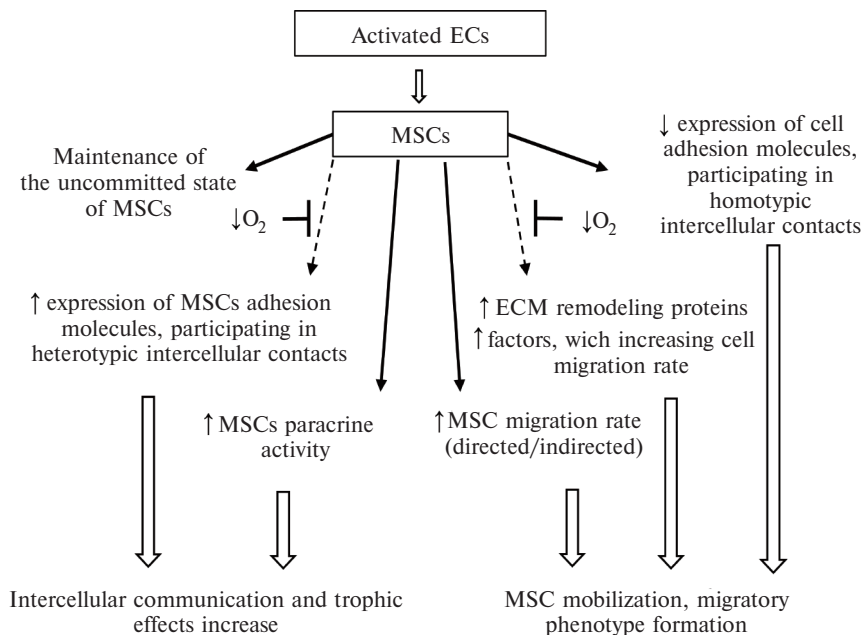 Activated ECs
MSCs
Maintenance of
the uncommitted state
of MSCs
↓ expression of cell
adhesion molecules,
participating in
homotypic
intercellular contacts
↓O₂
↓O₂
↑ expression of MSCs adhesion
molecules, participating in
heterotypic intercellular contacts
↑ ECM remodeling proteins
↑ factors, wich increasing cell
migration rate
↑ MSCs paracrine
activity
↑ MSC migration rate
(directed/indirected)
Intercellular communication and trophic
effects increase
MSC mobilization, migratory
phenotype formation